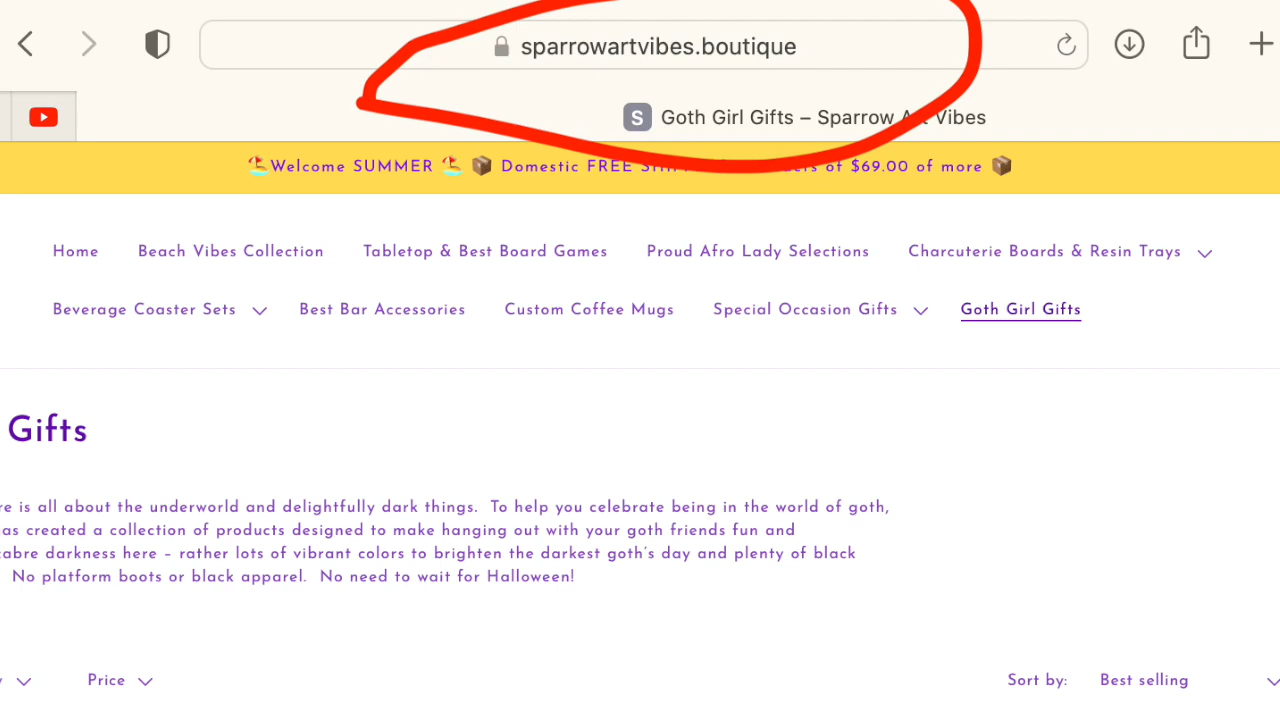 sparrowartvibes.boutique
S Goth Girl Gifts – Sparrow Art Vibes
Welcome SUMMER Domestic FREE of $69.00 of more
Home Beach Vibes Collection Tabletop & Best Board Games Proud Afro Lady Selections Charcuterie Boards & Resin Trays
Beverage Coaster Sets Best Bar Accessories Custom Coffee Mugs Special Occasion Gifts Goth Girl Gifts
Gifts
re is all about the underworld and delightfully dark things. To help you celebrate being in the world of goth,
as created a collection of products designed to make hanging out with your goth friends fun and
abre darkness here – rather lots of vibrant colors to brighten the darkest goth's day and plenty of black
No platform boots or black apparel. No need to wait for Halloween!
Price Sort by: Best selling